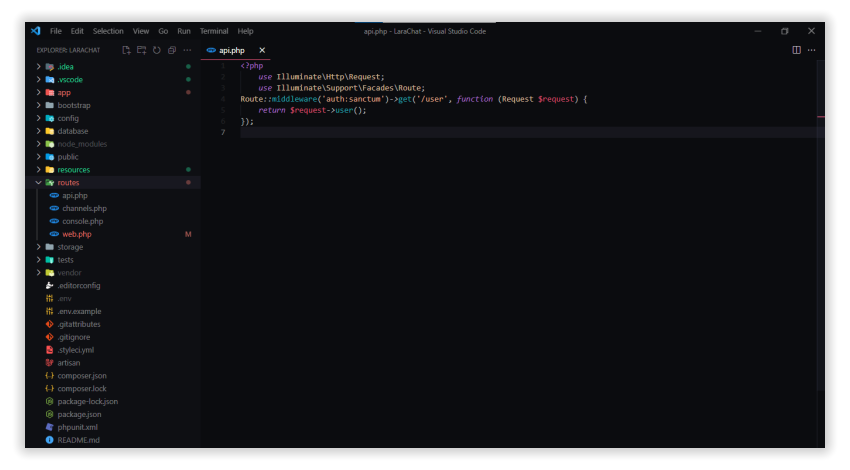 File Edit Selection View Go Run Terminal Help
api.php - LaraChat - Visual Studio Code
EXPLORER: LARACHAT
api.php
.idea
.vscode
app
bootstrap
config
database
node_modules
public
resources
routes
api.php
channels.php
console.php
web.php M
storage
tests
vendor
.editorconfig
.env
.env.example
.gitattributes
.gitignore
.styleci.yml
artisan
composer.json
composer.lock
package-lock.json
package.json
phpunit.xml
README.md
1 <?php
2 use Illuminate\Http\Request;
3 use Illuminate\Support\Facades\Route;
4 Route::middleware('auth:sanctum')->get('/user', function (Request $request) {
5 return $request->user();
6 });
7